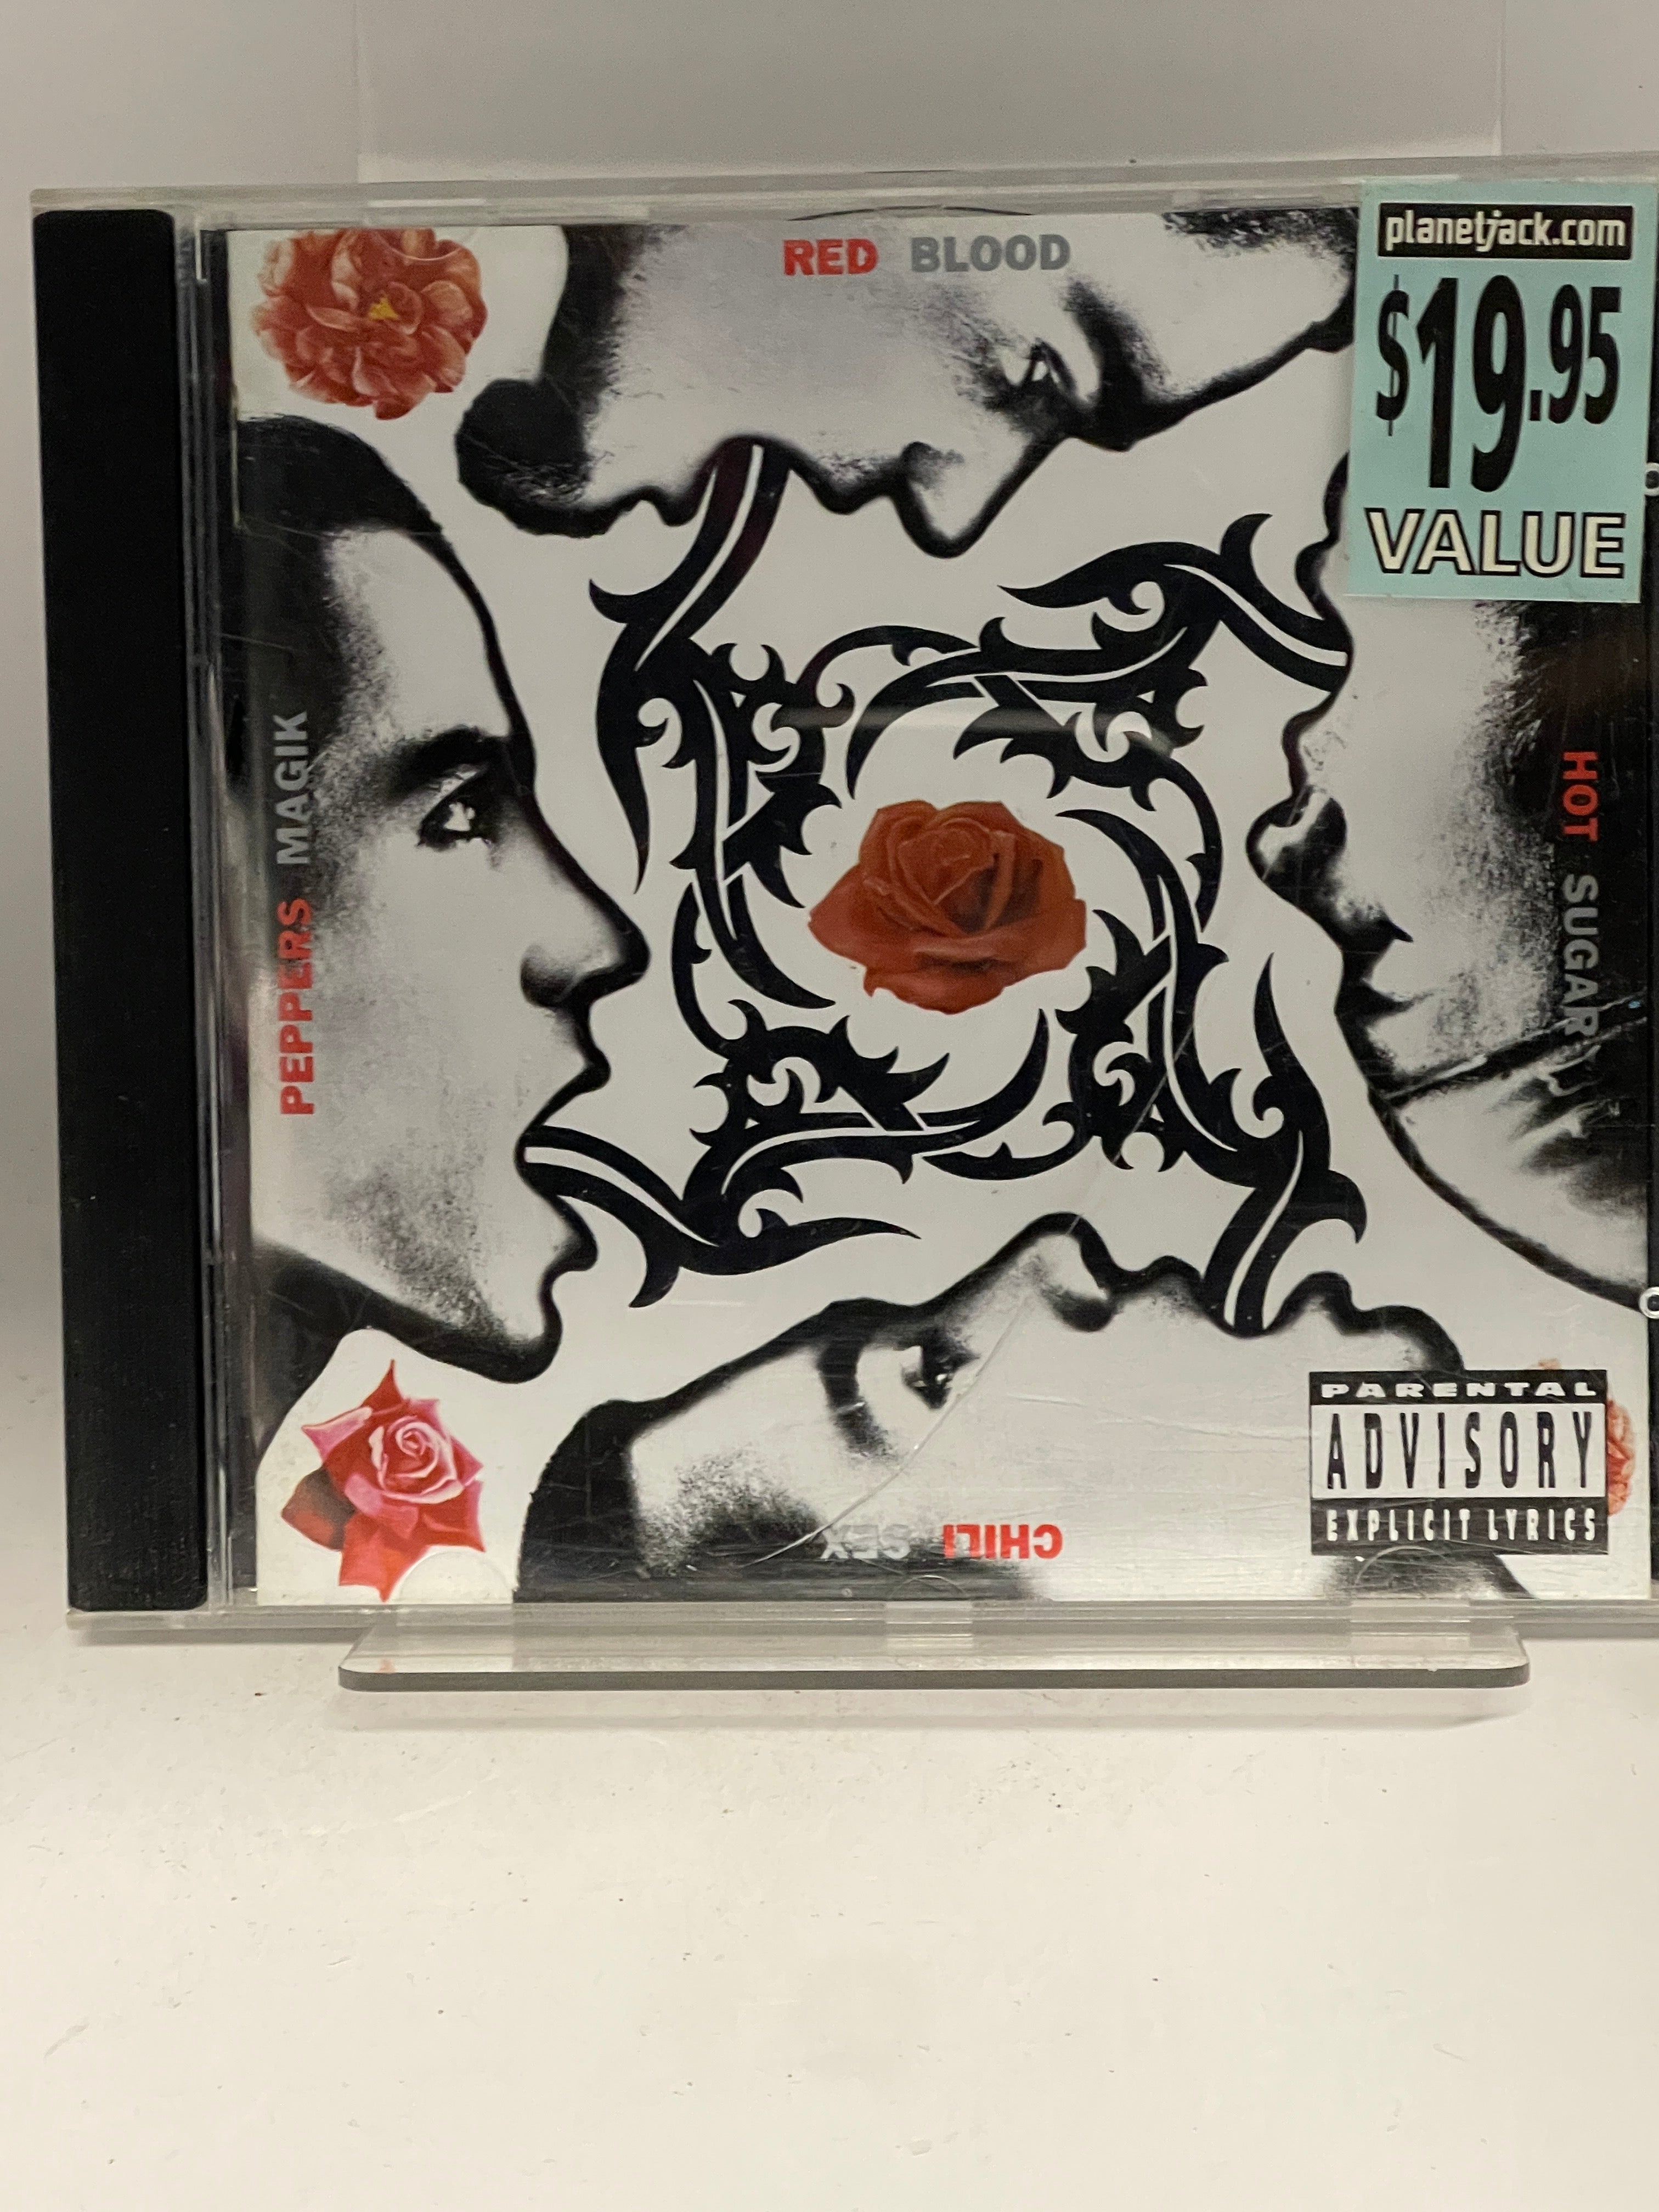 RED BLOOD
planetjack.com
$19.95
VALUE
HOT SUGAR
PEPPERS MAGIK
CHILI SEX
PARENTAL
ADVISORY
EXPLICIT LYRICS